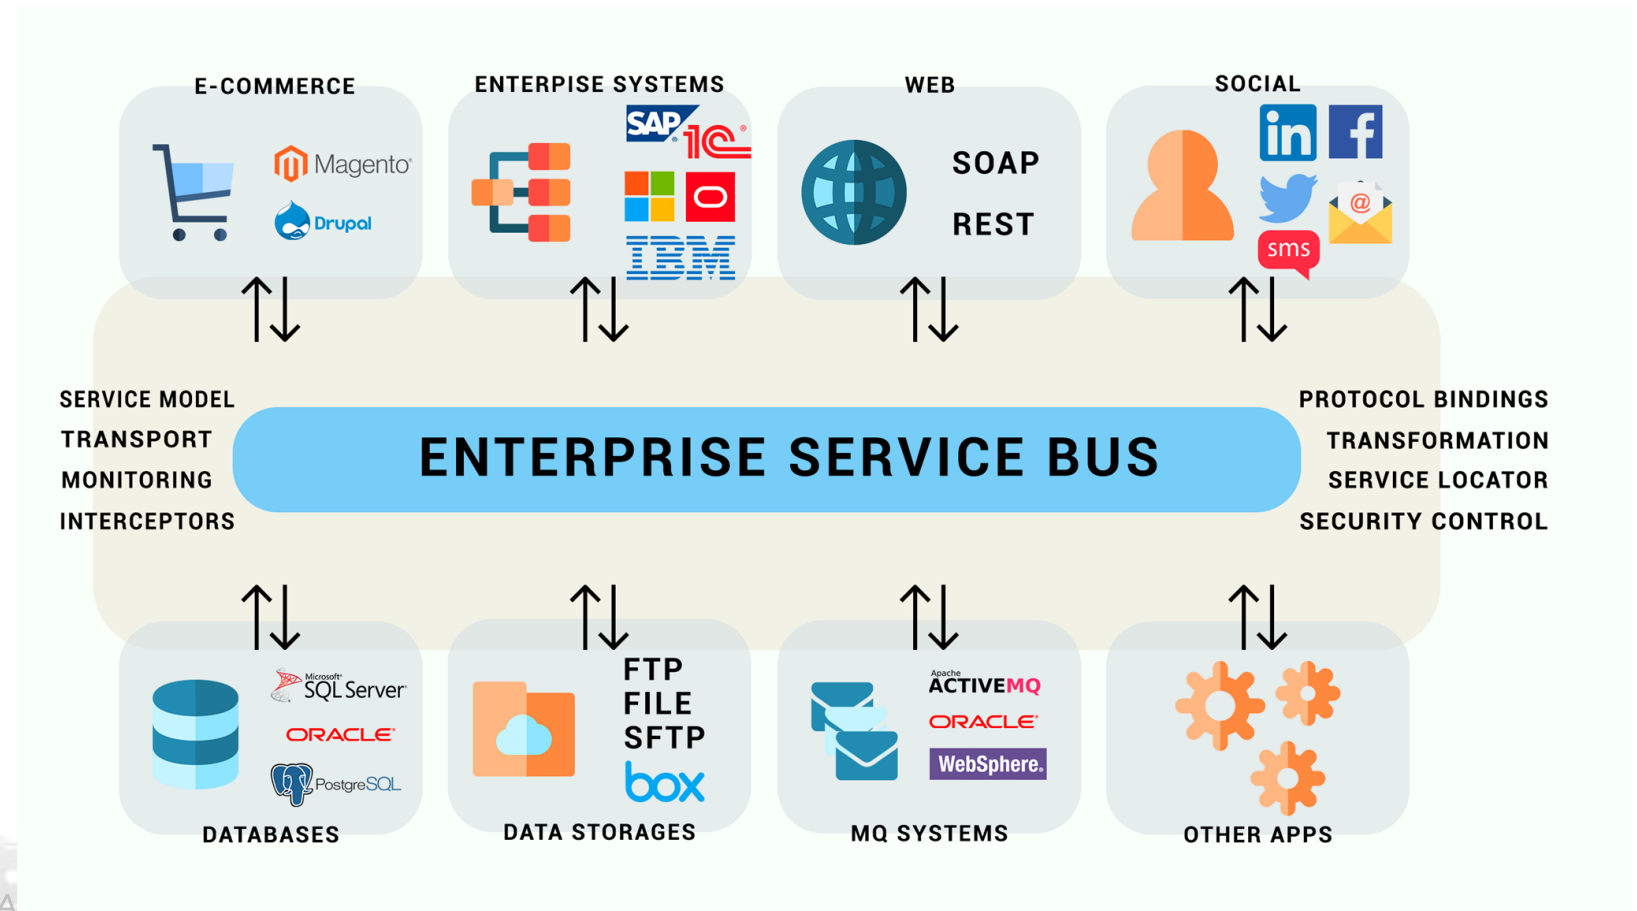 E-COMMERCE
Magento®
Drupal
ENTERPISE SYSTEMS
SAP®
1C®
IBM
WEB
SOAP
REST
SOCIAL
in
f
@
sms
SERVICE MODEL
TRANSPORT
MONITORING
INTERCEPTORS
ENTERPRISE SERVICE BUS
PROTOCOL BINDINGS
TRANSFORMATION
SERVICE LOCATOR
SECURITY CONTROL
Microsoft®
SQL Server®
ORACLE®
PostgreSQL
DATABASES
FTP
FILE
SFTP
box
DATA STORAGES
Apache
ACTIVEMQ
ORACLE®
WebSphere®
MQ SYSTEMS
OTHER APPS